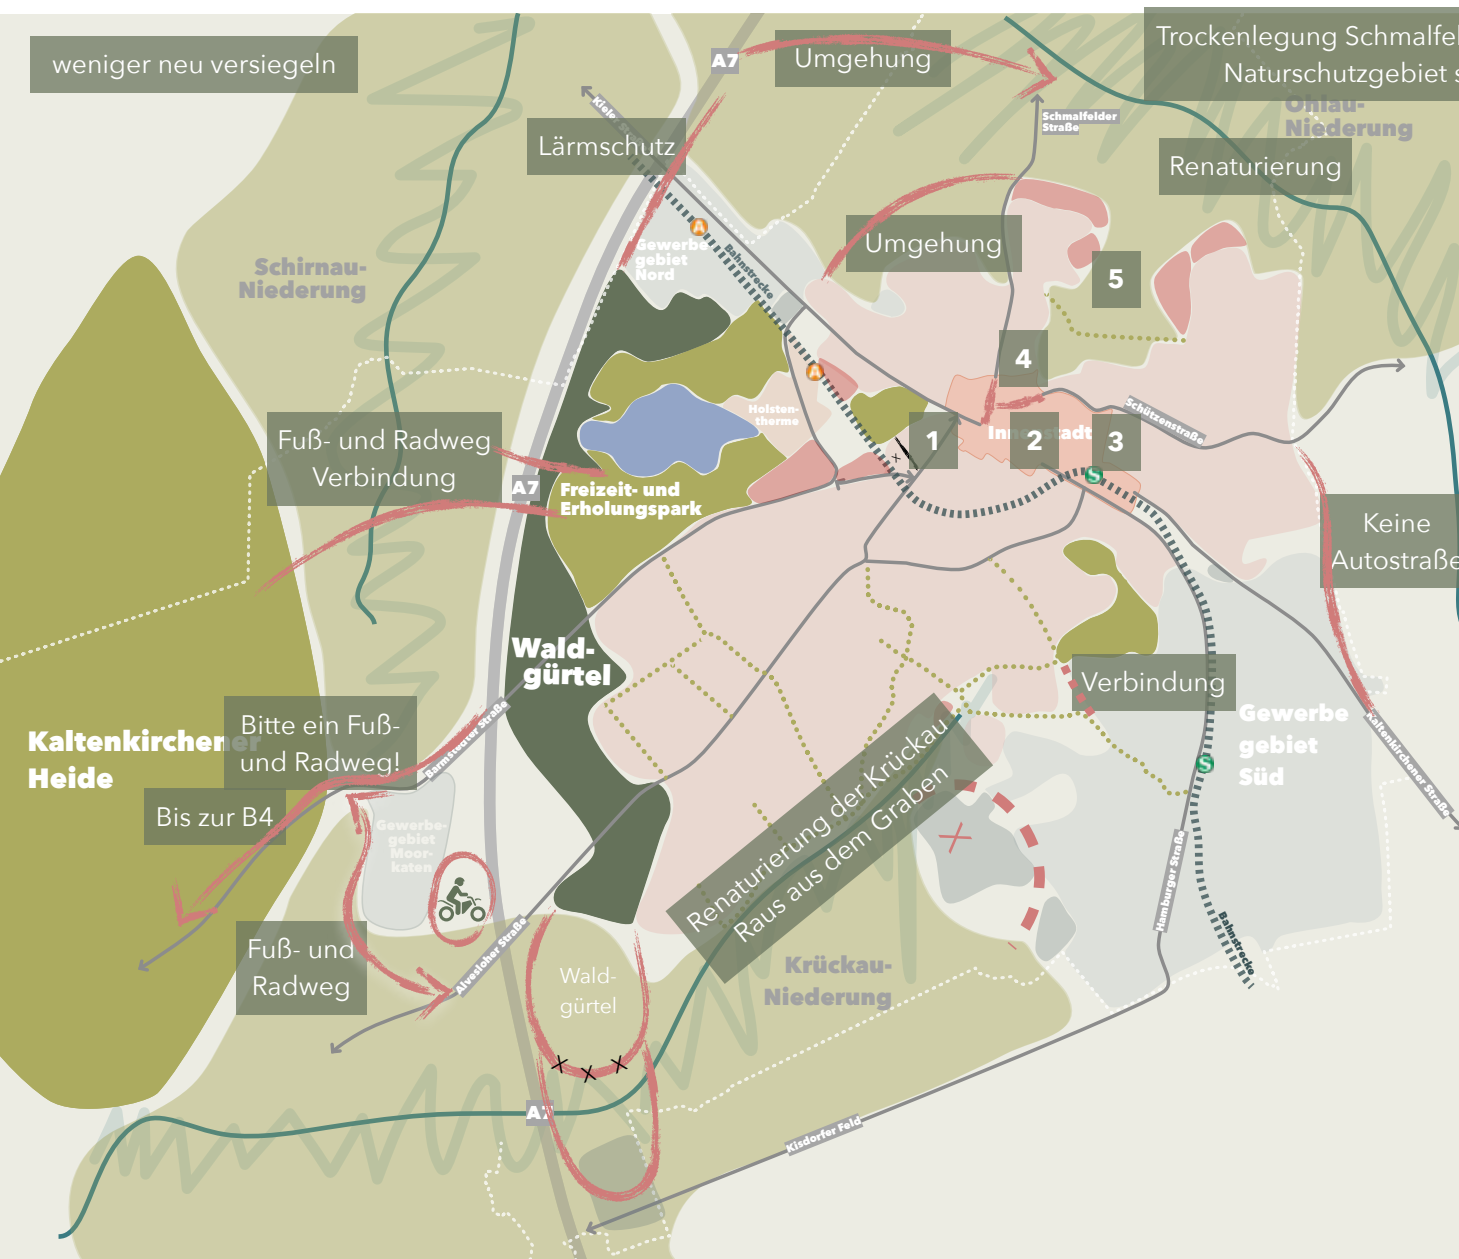 weniger neu versiegeln
A7
Umgehung
Trockenlegung Schmalfel
Naturschutzgebiet s
Ohlau-
Niederung
Schmalfelder
Straße
Lärmschutz
Renaturierung
A
Gewerbe
gebiet
Nord
Bahnstrecke
Umgehung
5
Schirnau-
Niederung
4
A
Holsten-
therme
Schützenstraße
Innenstadt
1
2
3
S
Fuß- und Radweg
Verbindung
A7
Freizeit- und
Erholungspark
Keine
Autostraße
Wald-
gürtel
Verbindung
Gewerbe
gebiet
Süd
S
Kaltenkirchener Straße
Kaltenkirchener
Heide
Bitte ein Fuß-
und Radweg!
Barmstedter Straße
Bis zur B4
Gewerbe-
gebiet
Moor-
katen
Renaturierung der Krückau
Raus aus dem Graben
Hamburger Straße
Bahnstrecke
Fuß- und
Radweg
Alvesloher Straße
Wald-
gürtel
Krückau-
Niederung
A7
Kisdorfer Feld